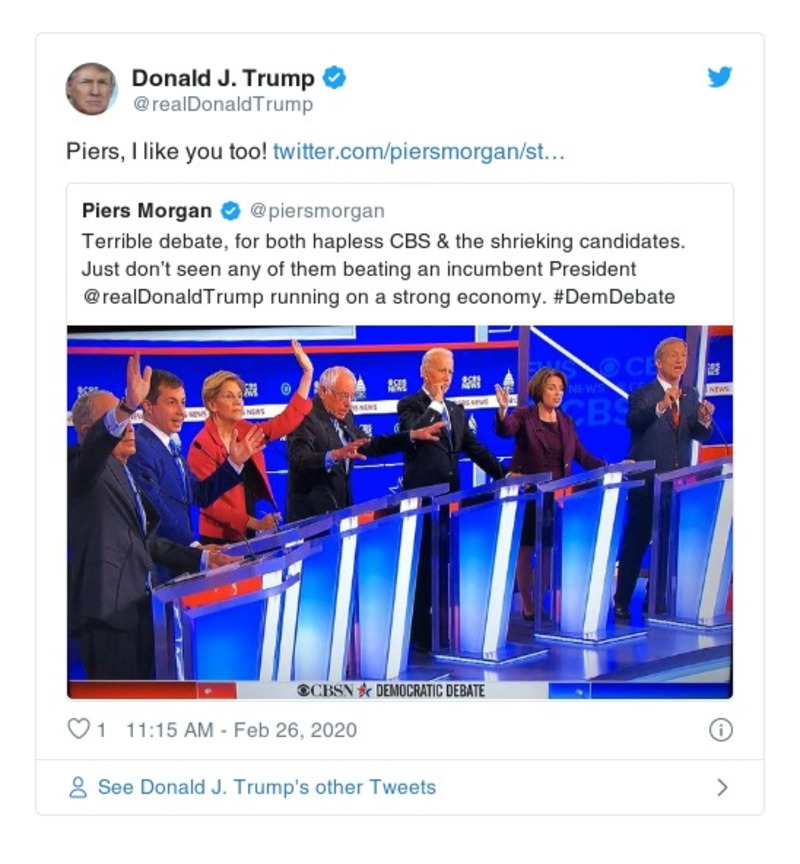 Donald J. Trump
@realDonaldTrump
Piers, I like you too! twitter.com/piersmorgan/st…
Piers Morgan @piersmorgan
Terrible debate, for both hapless CBS & the shrieking candidates.
Just don't seen any of them beating an incumbent President
@realDonaldTrump running on a strong economy. #DemDebate
CBS
NEWS
CBSN DEMOCRATIC DEBATE
1 11:15 AM - Feb 26, 2020
See Donald J. Trump's other Tweets